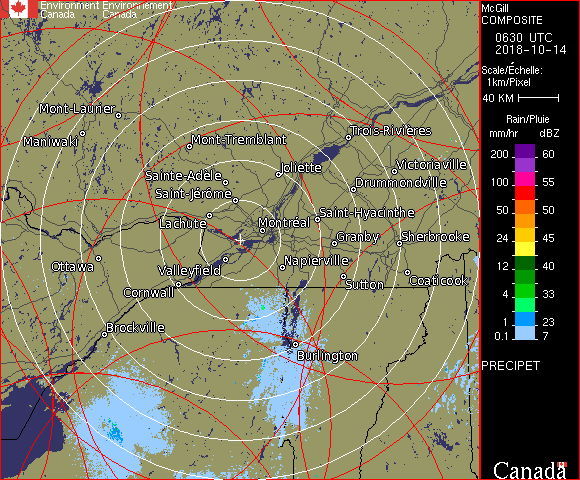 Environment Environnement
Canada Canada
McGill
COMPOSITE
0630 UTC
2018-10-14
Scale/Échelle:
1km/Pixel
40 KM
Rain/Pluie
mm/hr dBZ
200 60
55
100 55
50 50
24 45
12 40
4 33
1 23
0.1 7
PRECIPET
Canada
Mont-Laurier
Maniwaki
Mont-Tremblant
Trois-Rivières
Joliette
Victoriaville
Sainte-Adèle
Drummondville
Saint-Jérôme
Lachute
Montréal
Saint-Hyacinthe
Granby
Sherbrooke
Ottawa
Valleyfield
Napierville
Cornwall
Sutton
Coaticook
Brockville
Burlington